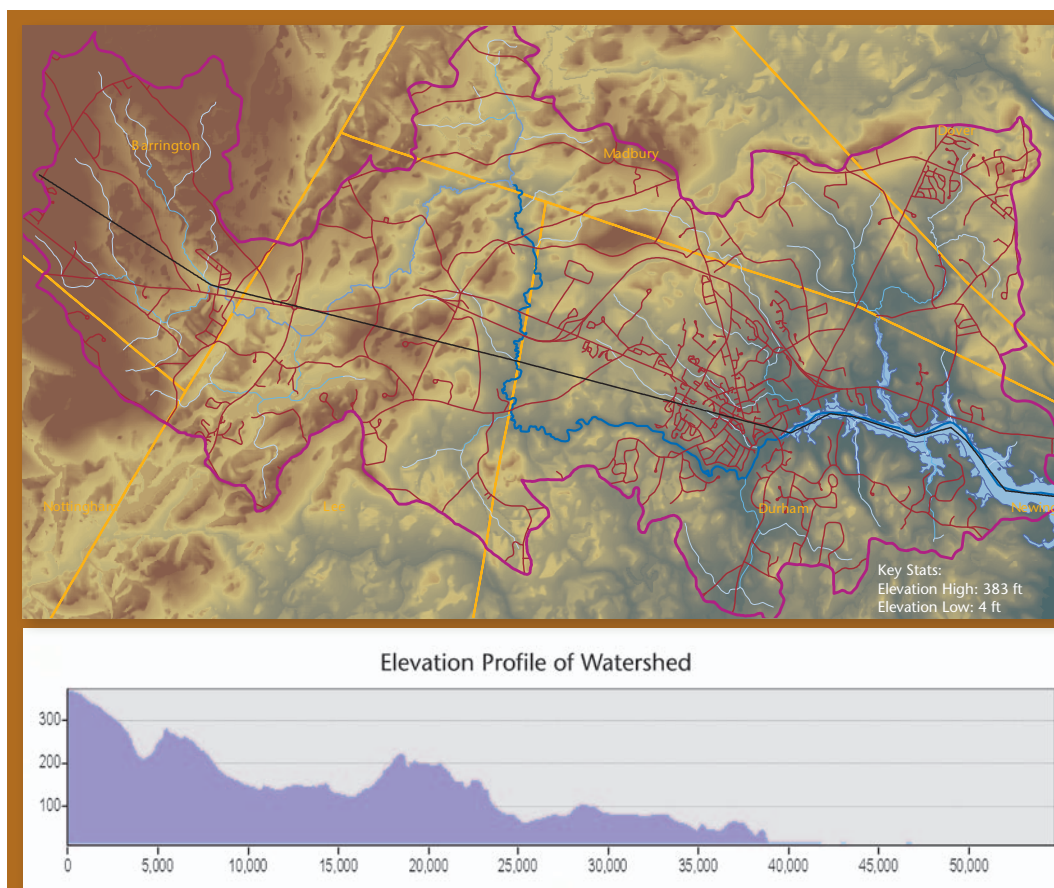 Barrington
Madbury
Dover
Nottingham
Lee
Durham
Key Stats:
Elevation High: 383 ft
Elevation Low: 4 ft
Elevation Profile of Watershed
300
200
100
0 5,000 10,000 15,000 20,000 25,000 30,000 35,000 40,000 45,000 50,000